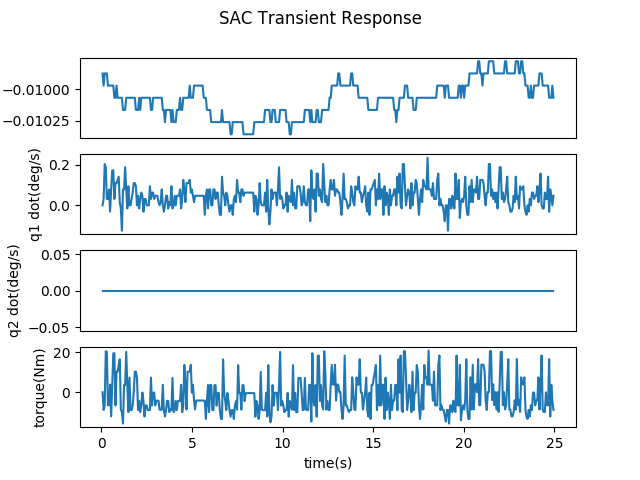 SAC Transient Response
−0.01000
−0.01025
0.2
0.0
q1 dot(deg/s)
0.05
0.00
−0.05
q2 dot(deg/s)
20
0
torque(Nm)
0 5 10 15 20 25
time(s)